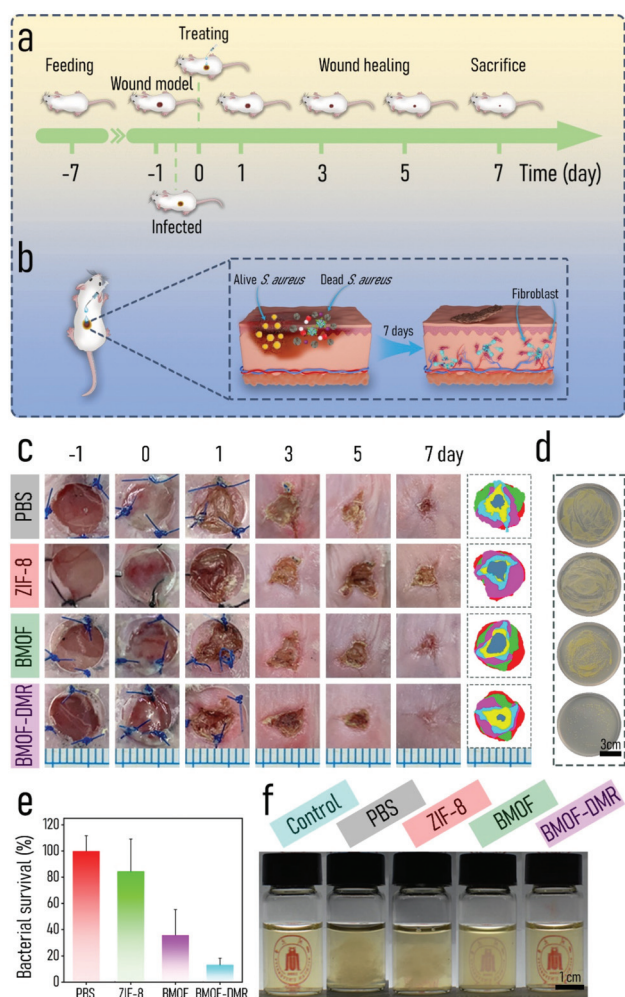 a
Treating
Feeding
Wound model
Wound healing
Sacrifice
-7
-1
0
1
3
5
7
Time (day)
Infected
b
Alive S. aureus
Dead S. aureus
7 days
Fibroblast
c
-1
0
1
3
5
7 day
d
PBS
ZIF-8
BMOF
BMOF-DMR
3cm
e
Bacterial survival (%)
120
100
80
60
40
20
0
PBS
ZIF-8
BMOF
BMOF-DMR
f
Control
PBS
ZIF-8
BMOF
BMOF-DMR
1 cm